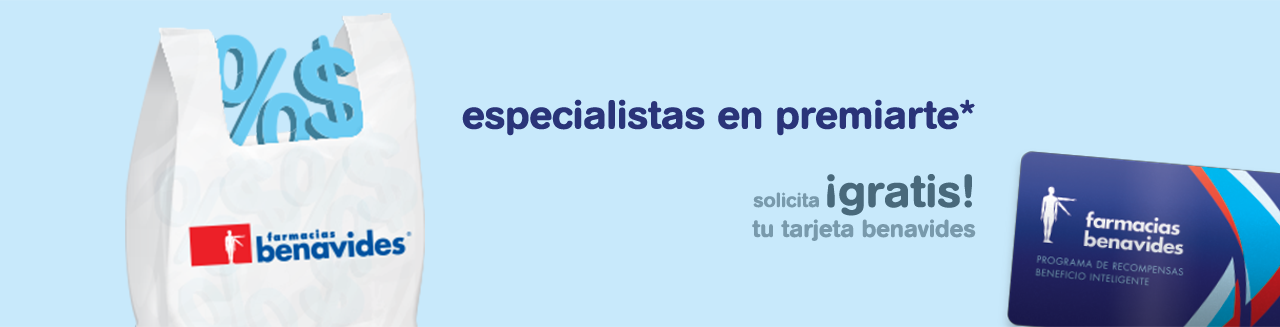 %$
farmacias
benavides®
especialistas en premiarte*
solicita ¡gratis!
tu tarjeta benavides
farmacias
benavides
PROGRAMA DE RECOMPENSAS
BENEFICIO INTELIGENTE